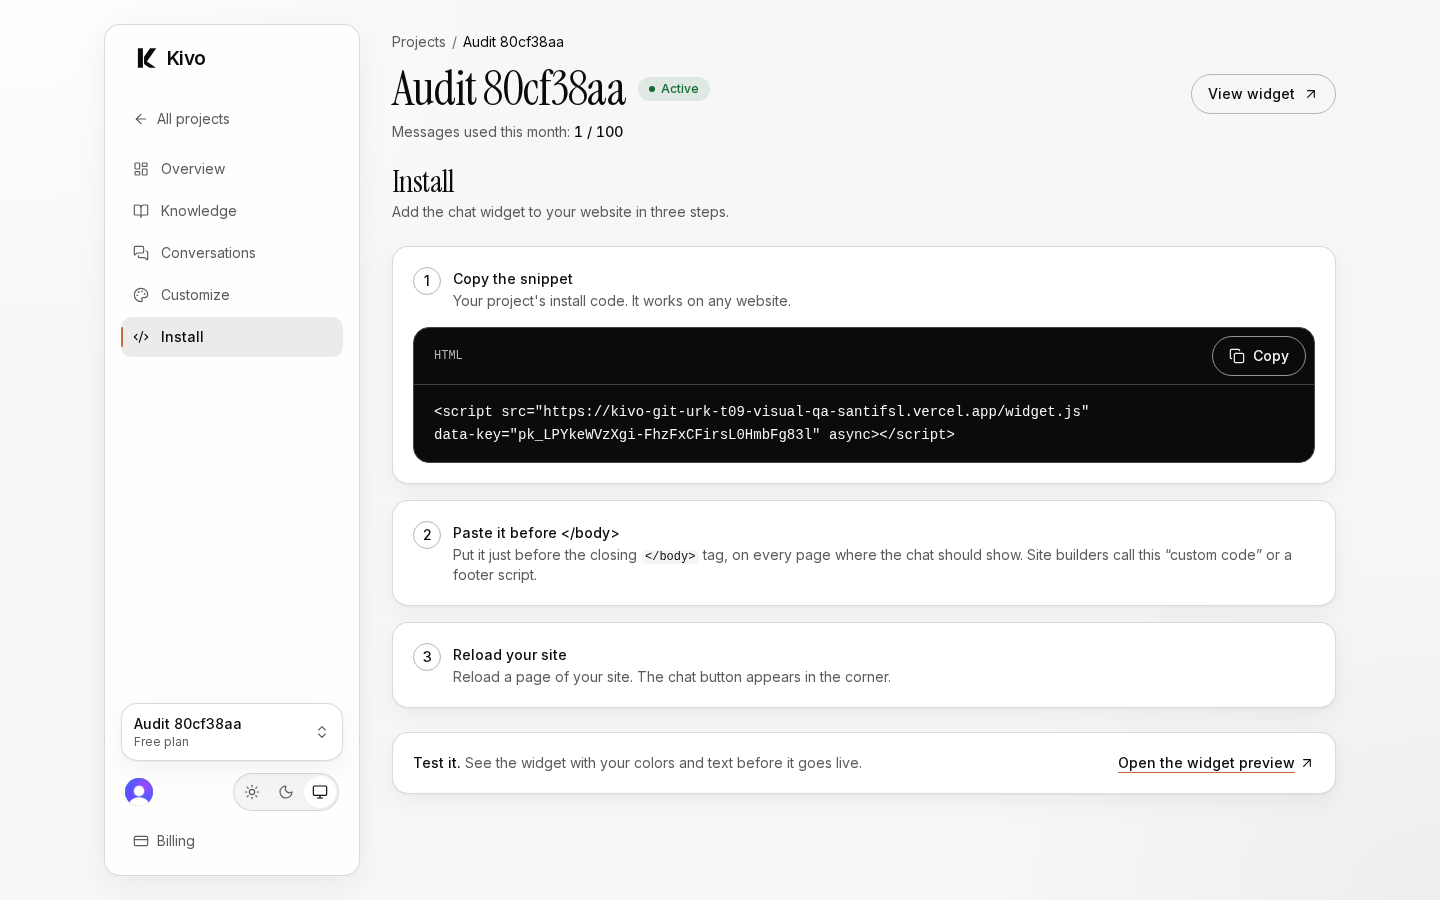 Kivo
All projects
Overview
Knowledge
Conversations
Customize
Install
Audit 80cf38aa
Free plan
Billing
Projects / Audit 80cf38aa
Audit 80cf38aa
Active
View widget
Messages used this month: 1 / 100
Install
Add the chat widget to your website in three steps.
1
Copy the snippet
Your project's install code. It works on any website.
HTML
Copy
<script src="https://kivo-git-urk-t09-visual-qa-santifsl.vercel.app/widget.js"
data-key="pk_LPYkeWVzXgi-FhzFxCFirsL0HmbFg83l" async></script>
2
Paste it before </body>
Put it just before the closing </body> tag, on every page where the chat should show. Site builders call this “custom code” or a
footer script.
3
Reload your site
Reload a page of your site. The chat button appears in the corner.
Test it. See the widget with your colors and text before it goes live.
Open the widget preview